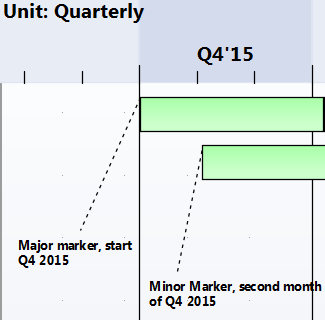 Unit: Quarterly
Q4'15
Major marker, start
Q4 2015
Minor Marker, second month
of Q4 2015